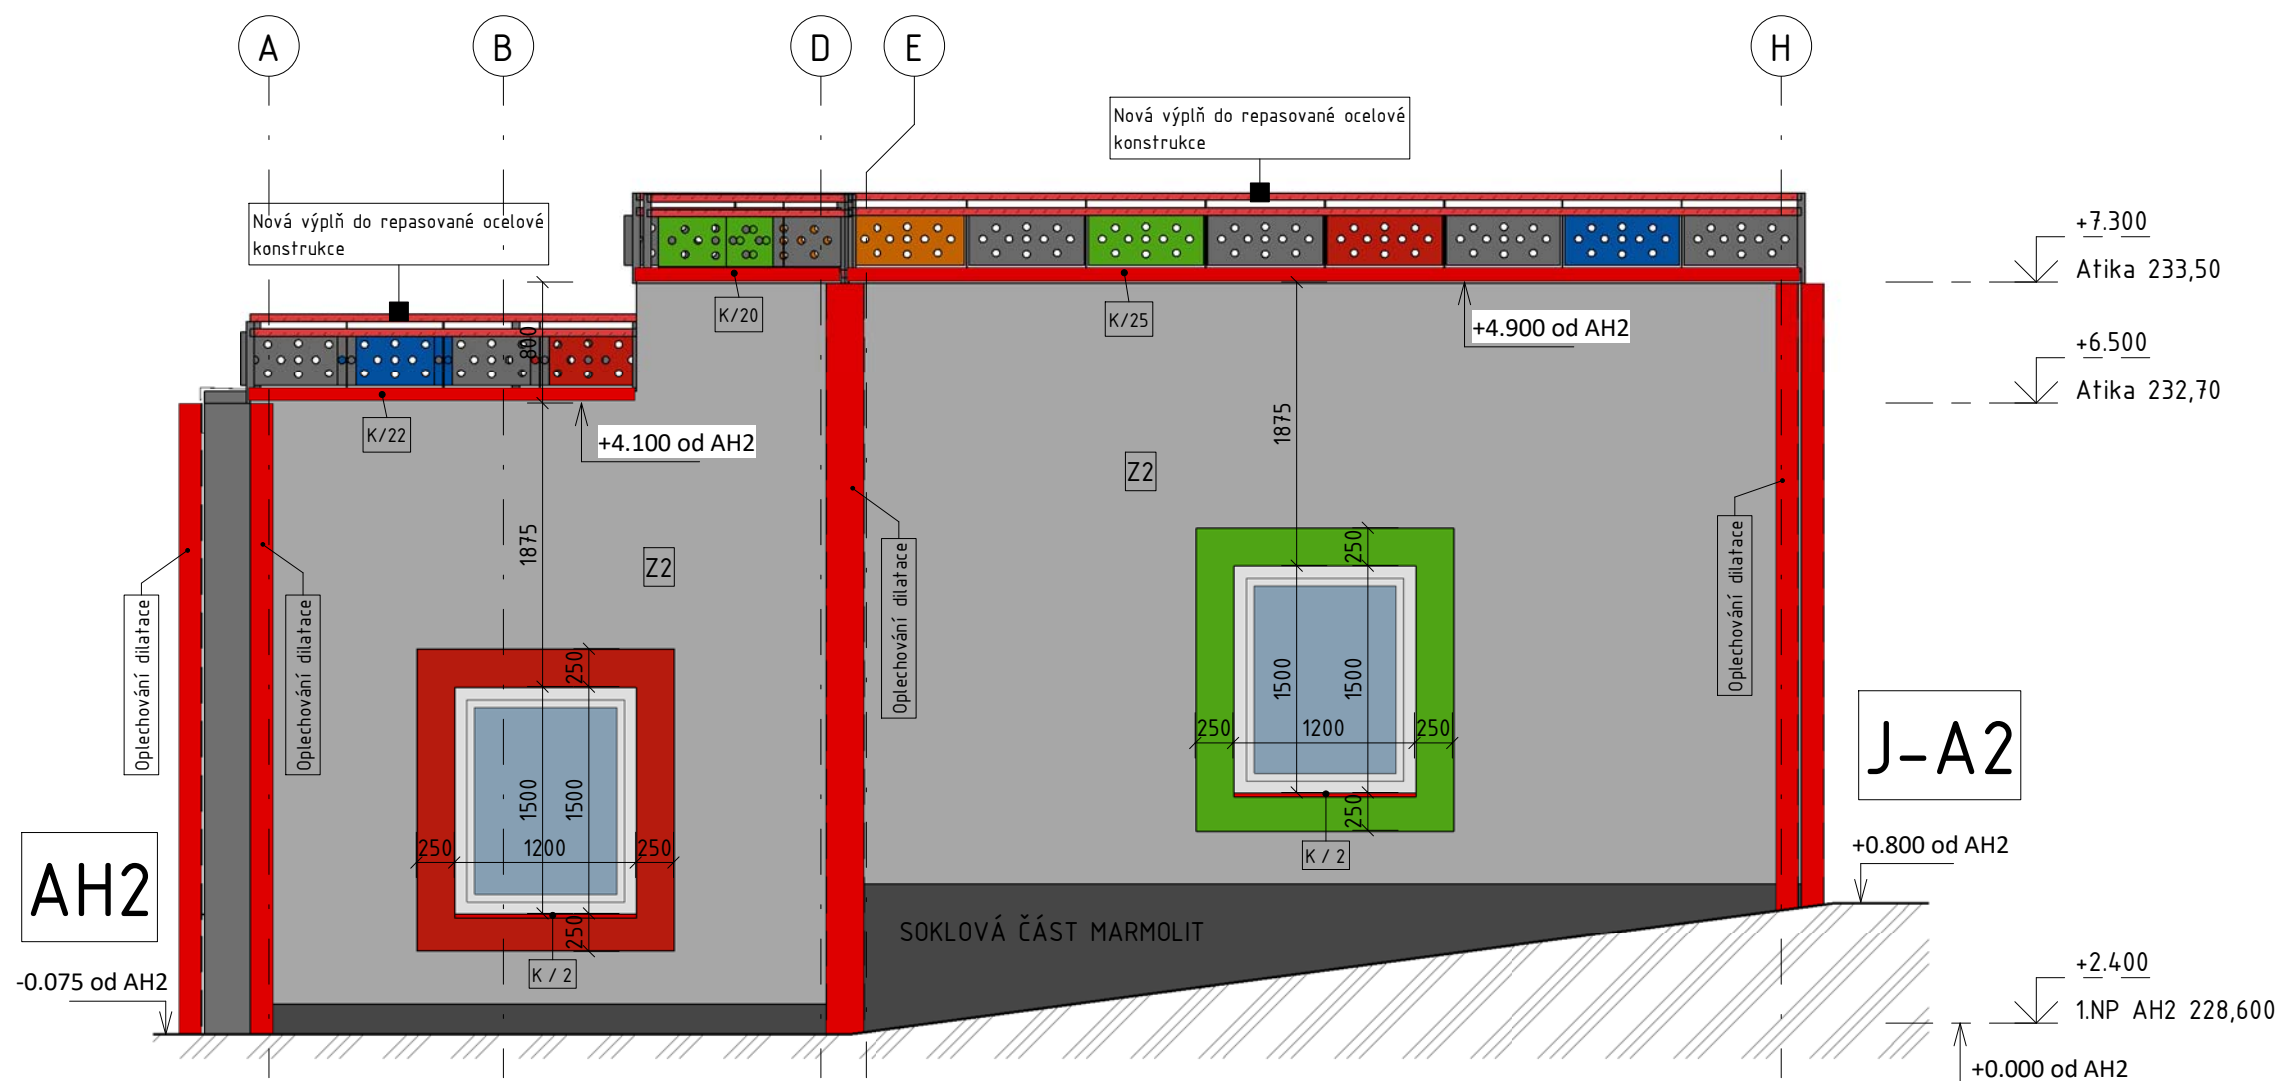 A
B
D
E
H
Nová výplň do repasované ocelové
konstrukce
Nová výplň do repasované ocelové
konstrukce
+7.300
Atika 233,50
K/20
K/25
+4.900 od AH2
800
+6.500
Atika 232,70
K/22
+4.100 od AH2
1875
Z2
1875
Z2
250
Oplechování dilatace
Oplechování dilatace
Oplechování dilatace
Oplechování dilatace
250
1500
1500
250
1200
250
J-A2
1500
1500
250
250
1200
250
K / 2
+0.800 od AH2
AH2
250
SOKLOVÁ ČÁST MARMOLIT
K / 2
-0.075 od AH2
+2.400
1.NP AH2 228,600
+0.000 od AH2